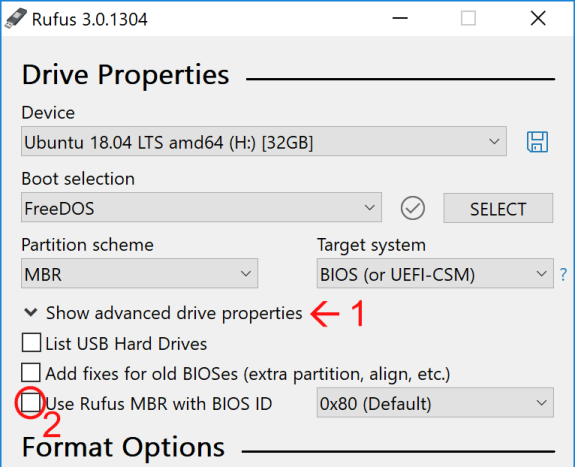 Rufus 3.0.1304
Drive Properties
Device
Ubuntu 18.04 LTS amd64 (H:) [32GB]
Boot selection
FreeDOS
SELECT
Partition scheme
Target system
MBR
BIOS (or UEFI-CSM)
?
Show advanced drive properties
1
List USB Hard Drives
Add fixes for old BIOSes (extra partition, align, etc.)
Use Rufus MBR with BIOS ID
0x80 (Default)
2
Format Options